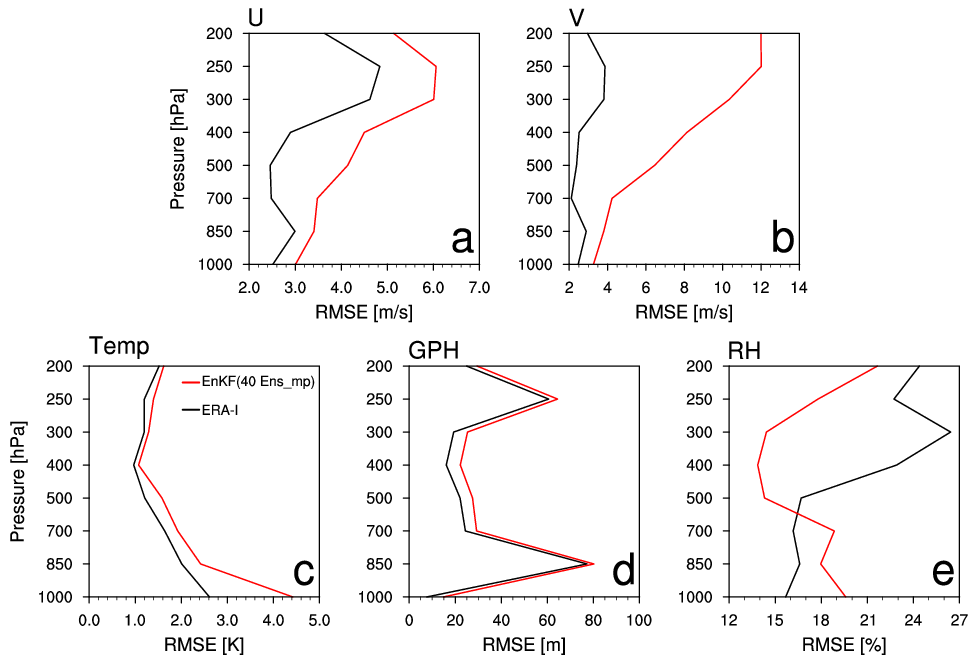 U
V
200
250
300
400
500
700
850
1000
Pressure [hPa]
a
2.0 3.0 4.0 5.0 6.0 7.0
RMSE [m/s]
200
250
300
400
500
700
850
1000
Pressure [hPa]
b
2 4 6 8 10 12 14
RMSE [m/s]
Temp
GPH
RH
200
250
300
400
500
700
850
1000
Pressure [hPa]
EnKF(40 Ens_mp)
ERA-I
c
0.0 1.0 2.0 3.0 4.0 5.0
RMSE [K]
200
250
300
400
500
700
850
1000
d
0 20 40 60 80 100
RMSE [m]
200
250
300
400
500
700
850
1000
e
12 15 18 21 24 27
RMSE [%]